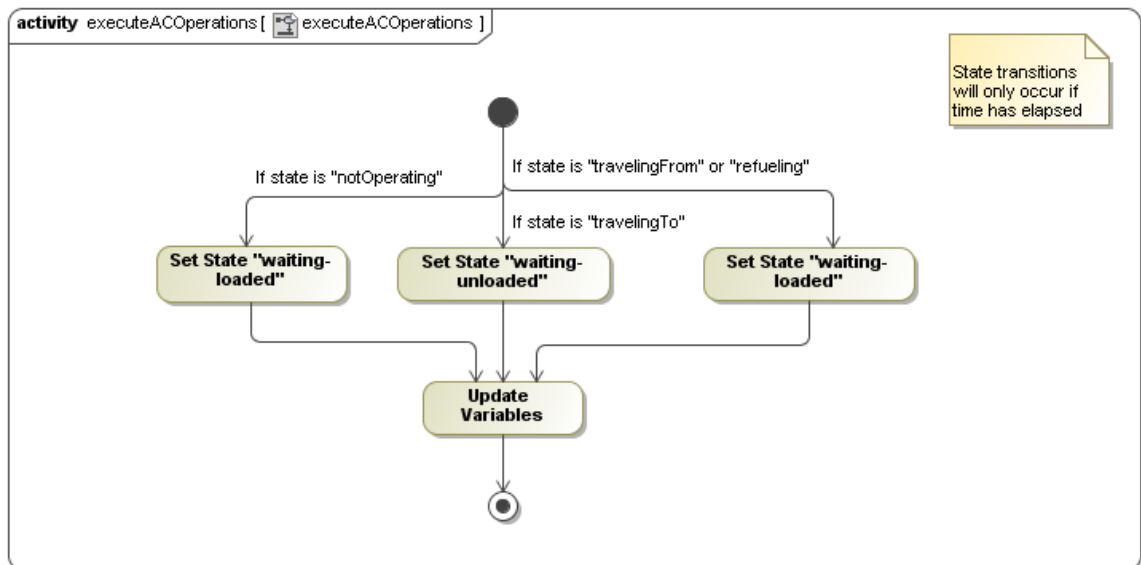 activity executeACOperations [ executeACOperations ]
State transitions
will only occur if
time has elapsed
If state is "travelingFrom" or "refueling"
If state is "notOperating"
If state is "travelingTo"
Set State "waiting-
loaded"
Set State "waiting-
unloaded"
Set State "waiting-
loaded"
Update
Variables